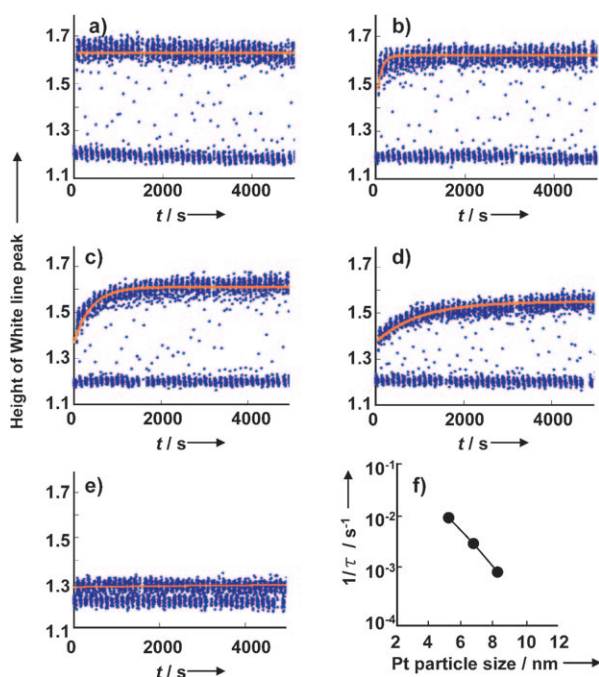 a)
1.7
1.5
1.3
1.1
0 2000 4000
t / s
b)
1.7
1.5
1.3
1.1
0 2000 4000
t / s
Height of White line peak
c)
1.7
1.5
1.3
1.1
0 2000 4000
t / s
d)
1.7
1.5
1.3
1.1
0 2000 4000
t / s
e)
1.7
1.5
1.3
1.1
0 2000 4000
t / s
f)
1/τ / s⁻¹
10⁻¹
10⁻²
10⁻³
10⁻⁴
2 4 6 8 10 12
Pt particle size / nm